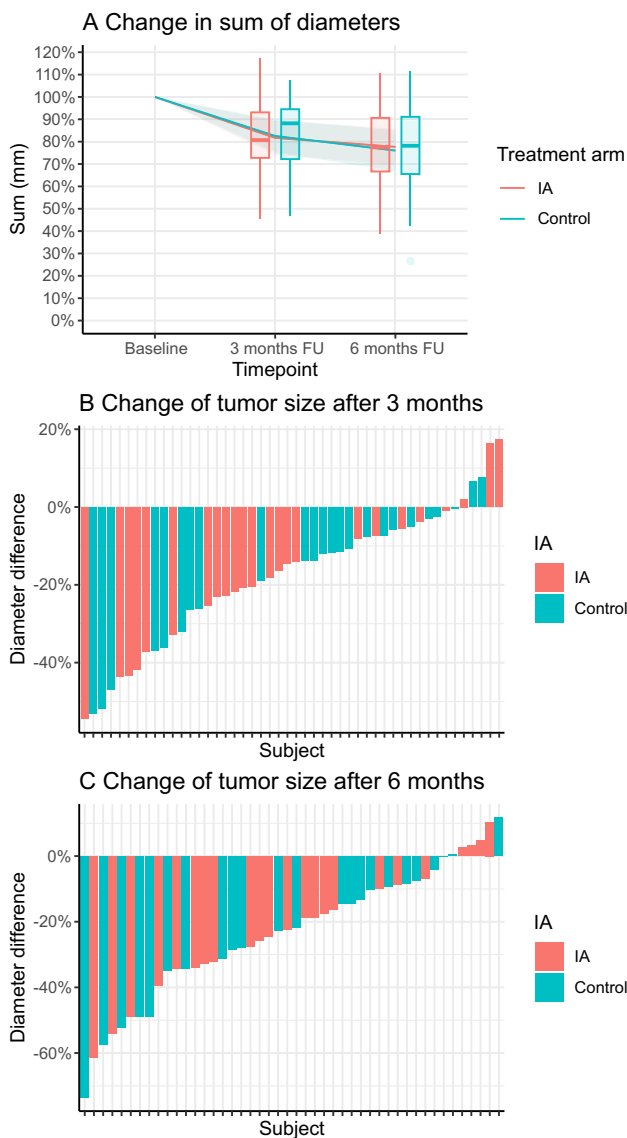 A Change in sum of diameters
120%
110%
100%
90%
80%
70%
60%
50%
40%
30%
20%
10%
0%
Sum (mm)
Baseline
3 months FU
6 months FU
Timepoint
Treatment arm
IA
Control
B Change of tumor size after 3 months
20%
0%
-20%
-40%
Diameter difference
Subject
IA
IA
Control
C Change of tumor size after 6 months
0%
-20%
-40%
-60%
Diameter difference
Subject
IA
IA
Control